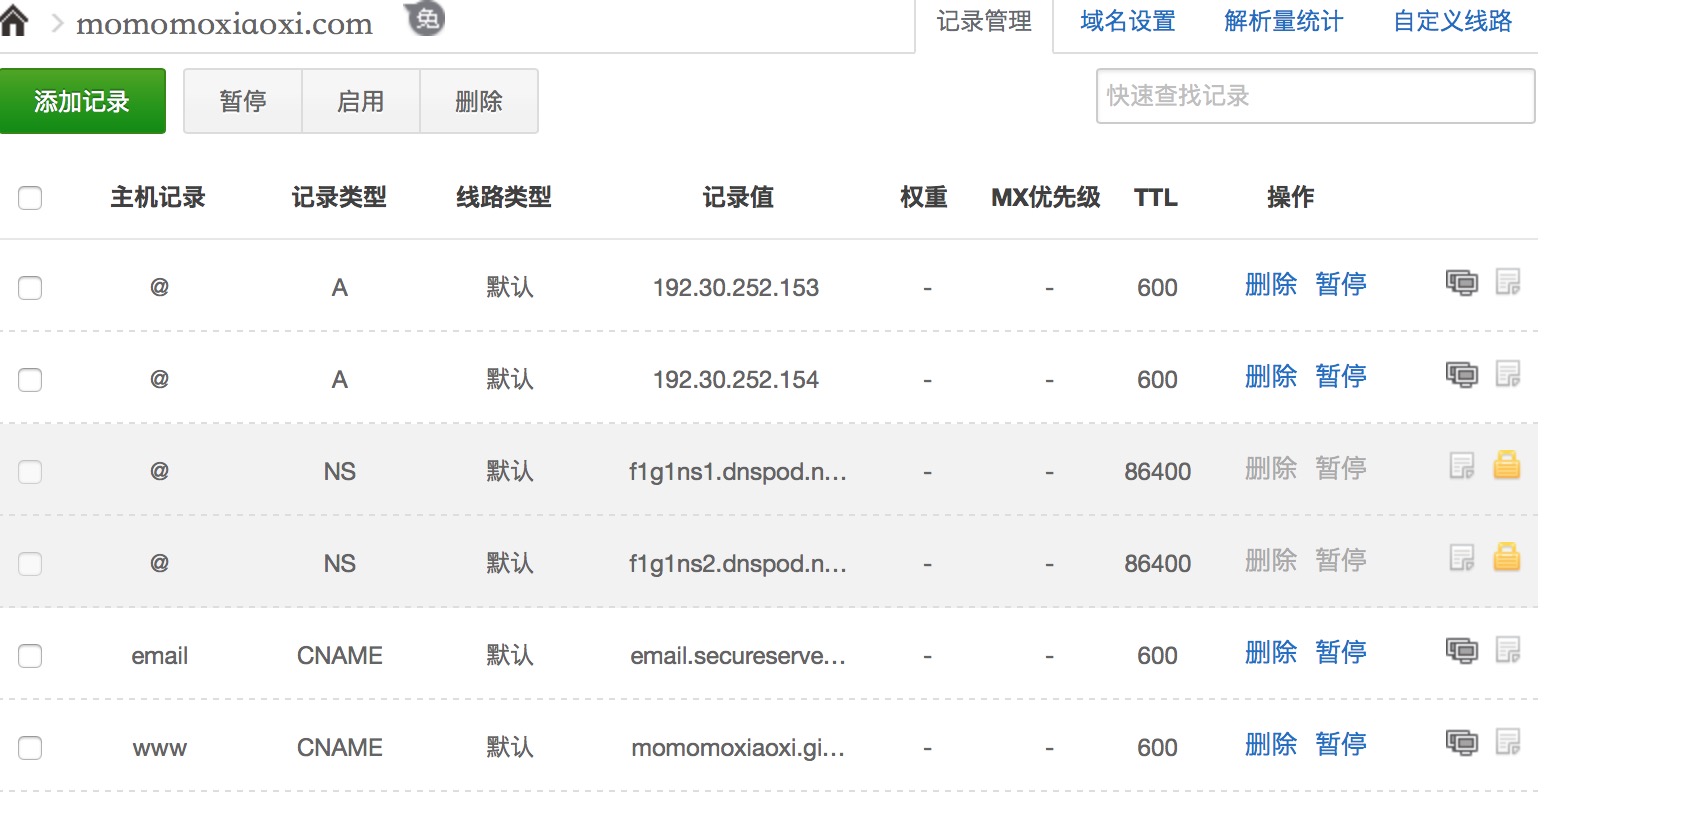 momomoxiaoxi.com 免 记录管理 域名设置 解析量统计 自定义线路
添加记录 暂停 启用 删除 快速查找记录
主机记录 记录类型 线路类型 记录值 权重 MX优先级 TTL 操作
@ A 默认 192.30.252.153 - - 600 删除 暂停
@ A 默认 192.30.252.154 - - 600 删除 暂停
@ NS 默认 f1g1ns1.dnspod.n... - - 86400 删除 暂停
@ NS 默认 f1g1ns2.dnspod.n... - - 86400 删除 暂停
email CNAME 默认 email.secureserve... - - 600 删除 暂停
www CNAME 默认 momomoxiaoxi.gi... - - 600 删除 暂停